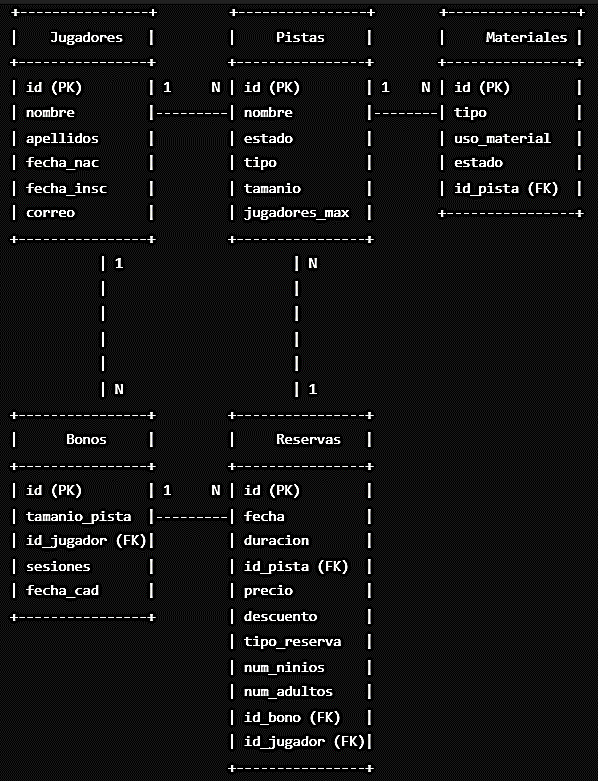 +----------------+ +----------------+ +----------------+
| Jugadores | | Pistas | | Materiales |
+----------------+ +----------------+ +----------------+
| id (PK) | 1 N | id (PK) | 1 N | id (PK) |
| nombre |---------| nombre |--------| tipo |
| apellidos | | estado | | uso_material |
| fecha_nac | | tipo | | estado |
| fecha_insc | | tamanio | | id_pista (FK) |
| correo | | jugadores_max | +----------------+
+----------------+ +----------------+
| 1 | N
| |
| |
| |
| |
| N | 1
+----------------+ +----------------+
| Bonos | | Reservas |
+----------------+ +----------------+
| id (PK) | 1 N | id (PK) |
| tamanio_pista |---------| fecha |
| id_jugador (FK)| | duracion |
| sesiones | | id_pista (FK) |
| fecha_cad | | precio |
+----------------+ | descuento |
| tipo_reserva |
| num_ninios |
| num_adultos |
| id_bono (FK) |
| id_jugador (FK)|
+----------------+